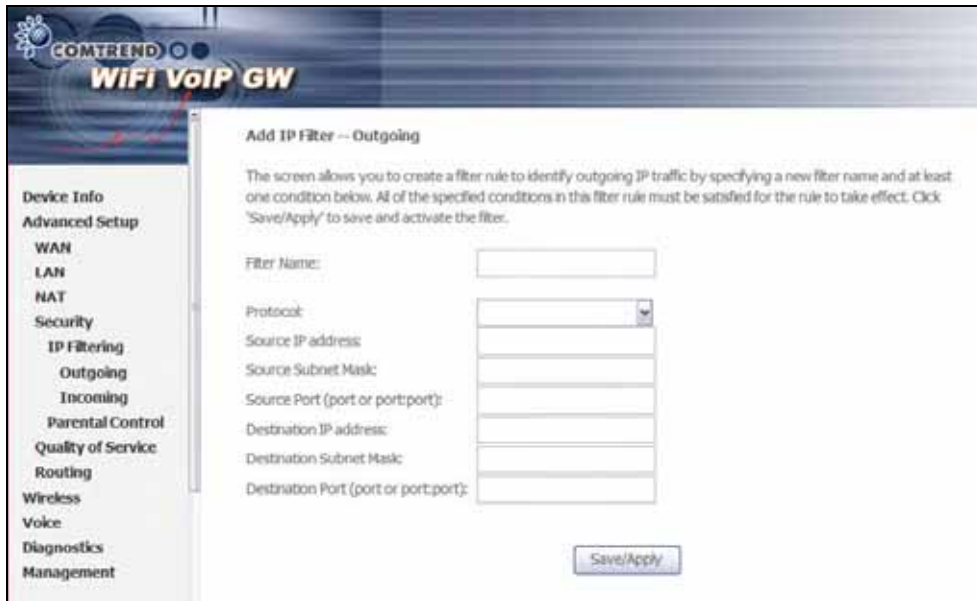 COMTREND
WiFi VoIP GW
Device Info
Advanced Setup
WAN
LAN
NAT
Security
IP Filtering
Outgoing
Incoming
Parental Control
Quality of Service
Routing
Wireless
Voice
Diagnostics
Management
Add IP Filter -- Outgoing
The screen allows you to create a filter rule to identify outgoing IP traffic by specifying a new filter name and at least
one condition below. All of the specified conditions in this filter rule must be satisfied for the rule to take effect. Click
'Save/Apply' to save and activate the filter.
Filter Name:
Protocol:
Source IP address:
Source Subnet Mask:
Source Port (port or port:port):
Destination IP address:
Destination Subnet Mask:
Destination Port (port or port:port):
Save/Apply